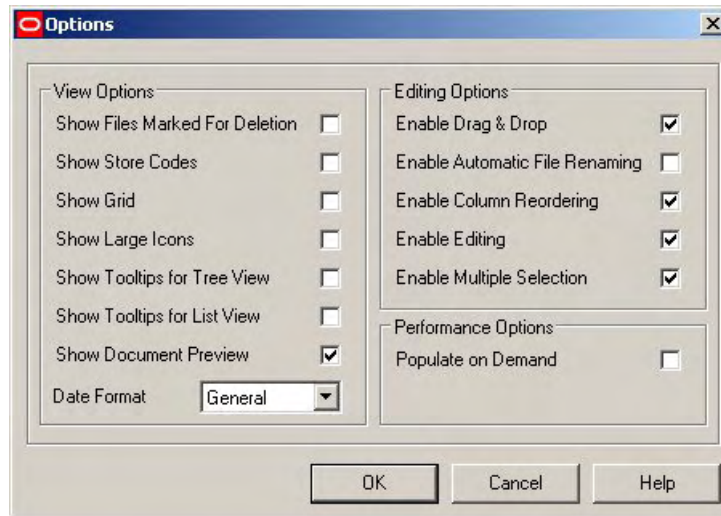 Options
View Options
Show Files Marked For Deletion
Show Store Codes
Show Grid
Show Large Icons
Show Tooltips for Tree View
Show Tooltips for List View
Show Document Preview
Date Format General
Editing Options
Enable Drag & Drop
Enable Automatic File Renaming
Enable Column Reordering
Enable Editing
Enable Multiple Selection
Performance Options
Populate on Demand
OK Cancel Help